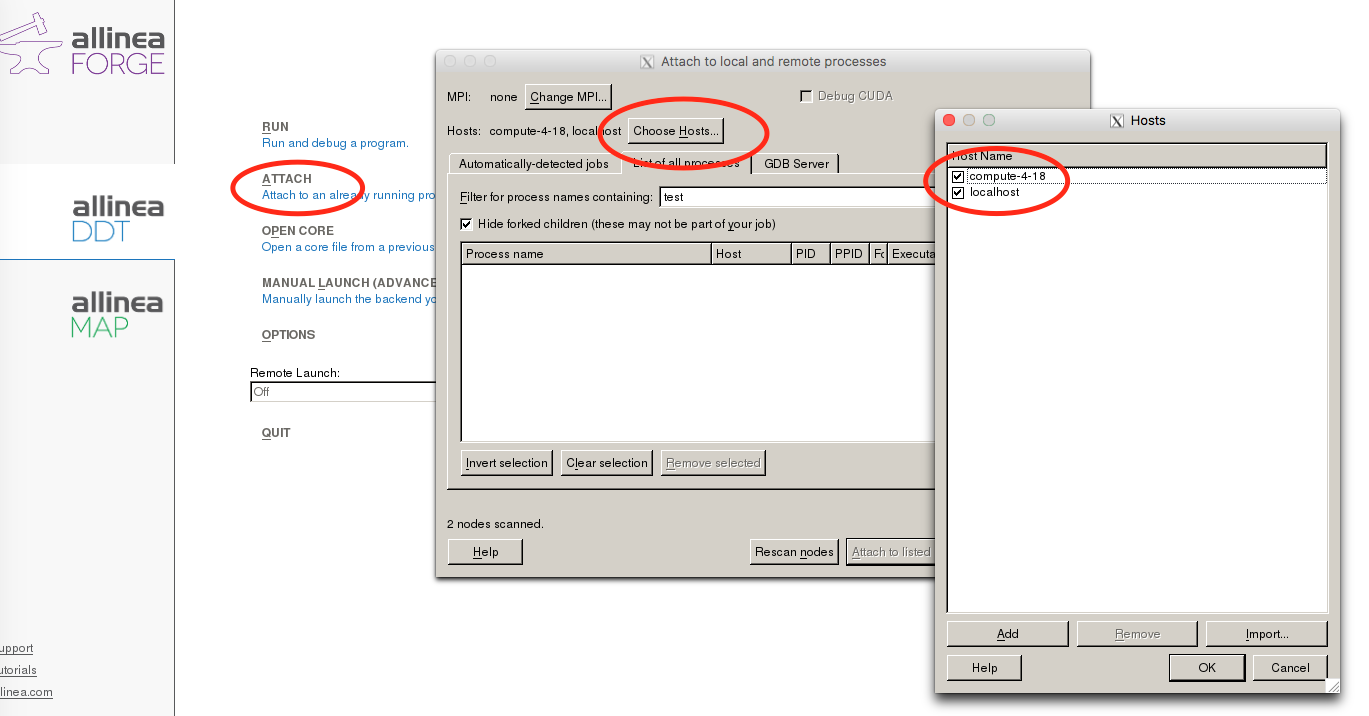 allinea
FORGE
allinea
DDT
allinea
MAP
upport
utorials
llinea.com
RUN
Run and debug a program.
ATTACH
Attach to an already running pro
OPEN CORE
Open a core file from a previous
MANUAL LAUNCH (ADVANCE
Manually launch the backend yo
OPTIONS
Remote Launch:
Off
QUIT
Attach to local and remote processes
MPI: none Change MPI... Debug CUDA
Hosts: compute-4-18, localhost Choose Hosts...
Automatically-detected jobs List of all processes GDB Server
Filter for process names containing: test
Hide forked children (these may not be part of your job)
Process name Host PID PPID Fc Executa
Invert selection Clear selection Remove selected
2 nodes scanned.
Help Rescan nodes Attach to listed
Hosts
Host Name
compute-4-18
localhost
Add Remove Import...
Help OK Cancel